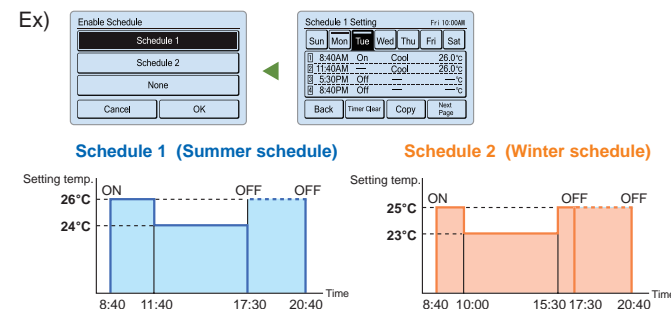 Ex)
Enable Schedule
Schedule 1
Schedule 2
None
Cancel OK
Schedule 1 Setting Fri 10:00AM
Sun Mon Tue Wed Thu Fri Sat
1 8:40AM On Cool 26.0°C
2 11:40AM — Cool 26.0°C
3 5:30PM Off — —°C
4 8:40PM Off — —°C
Back Timer Clear Copy Next Page
Schedule 1 (Summer schedule)
Setting temp.
ON OFF OFF
26°C
24°C
Time
8:40 11:40 17:30 20:40
Schedule 2 (Winter schedule)
Setting temp.
ON OFF OFF
25°C
23°C
Time
8:40 10:00 15:30 17:30 20:40